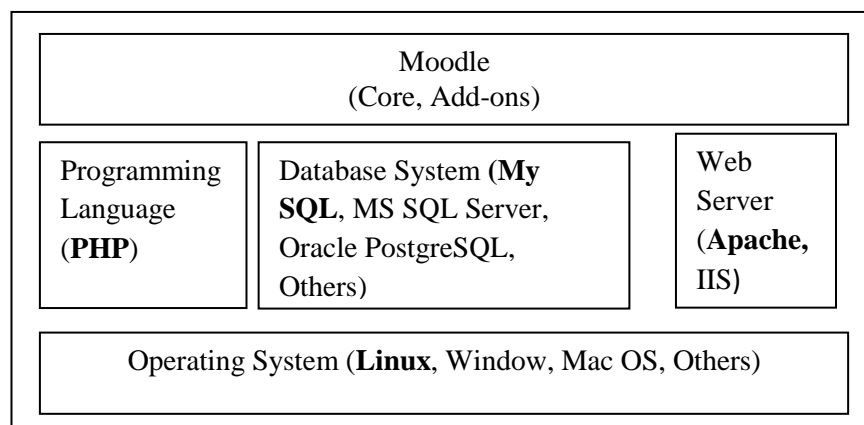 Moodle
(Core, Add-ons)
Programming
Language
(PHP)
Database System (My
SQL, MS SQL Server,
Oracle PostgreSQL,
Others)
Web
Server
(Apache,
IIS)
Operating System (Linux, Window, Mac OS, Others)